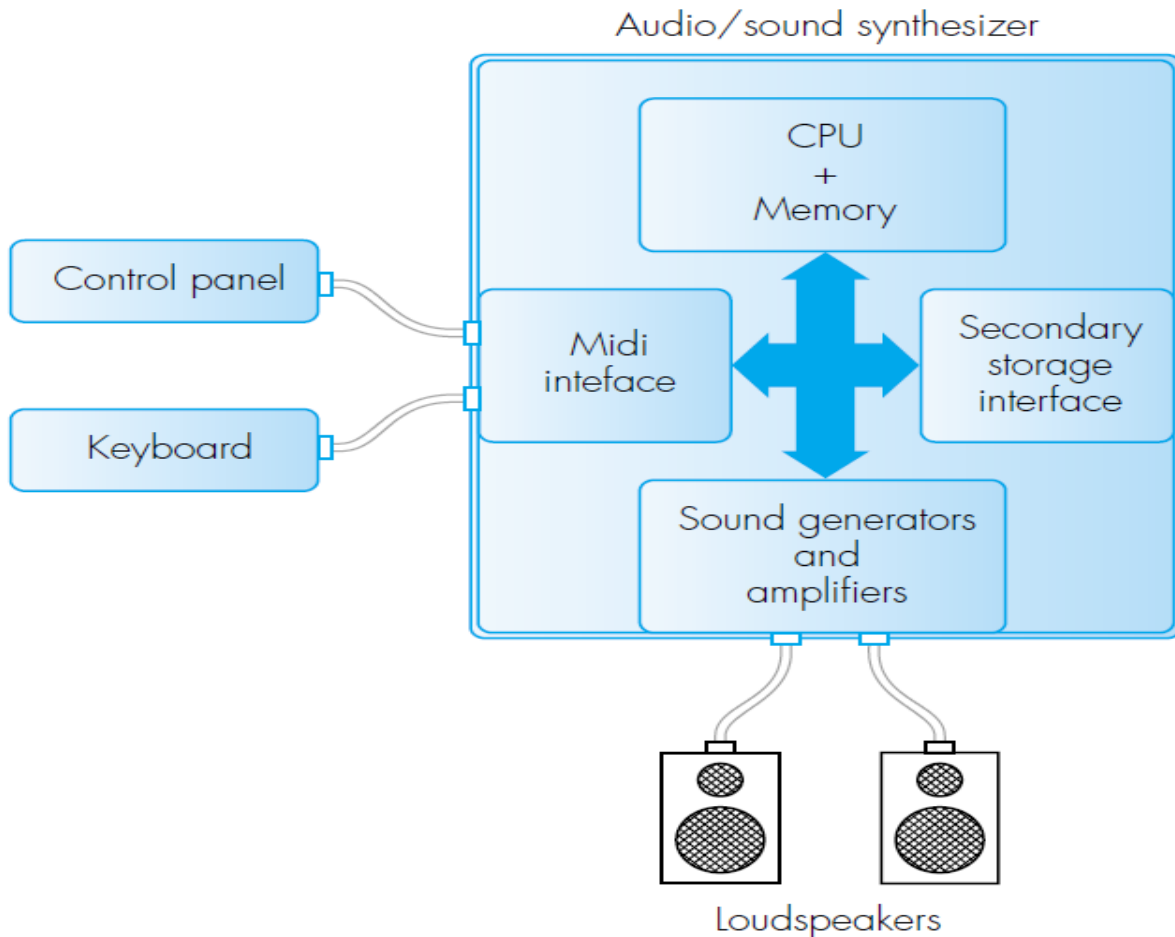 Audio/sound synthesizer
CPU
+
Memory
Control panel
Midi
inteface
Secondary
storage
interface
Keyboard
Sound generators
and
amplifiers
Loudspeakers